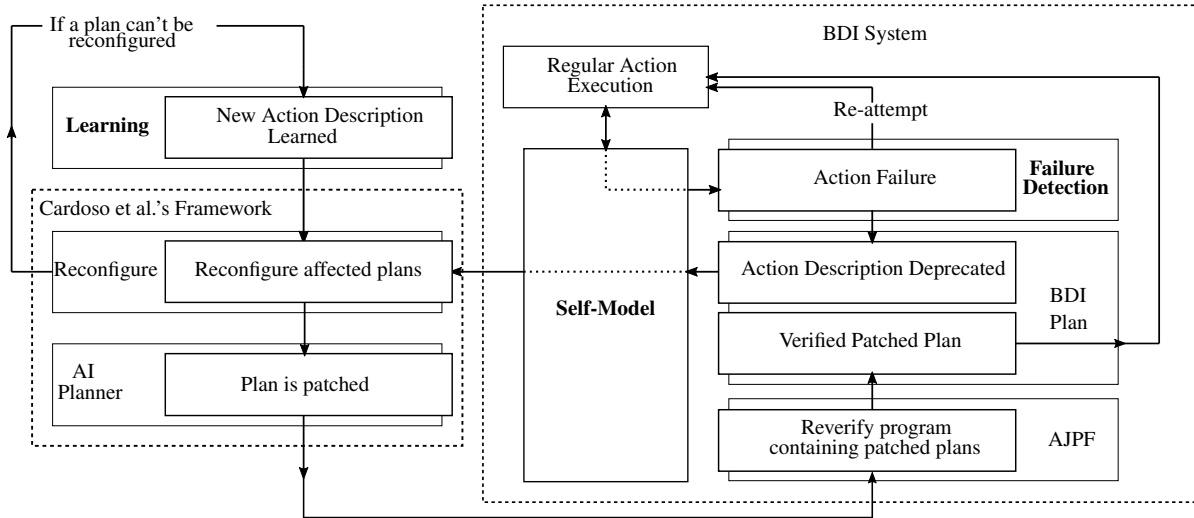 If a plan can't be
reconfigured
BDI System
Regular Action
Execution
Re-attempt
Learning
New Action Description
Learned
Action Failure
Failure
Detection
Cardoso et al.'s Framework
Reconfigure
Reconfigure affected plans
Self-Model
Action Description Deprecated
BDI
Plan
Verified Patched Plan
AI
Planner
Plan is patched
Reverify program
containing patched plans
AJPF